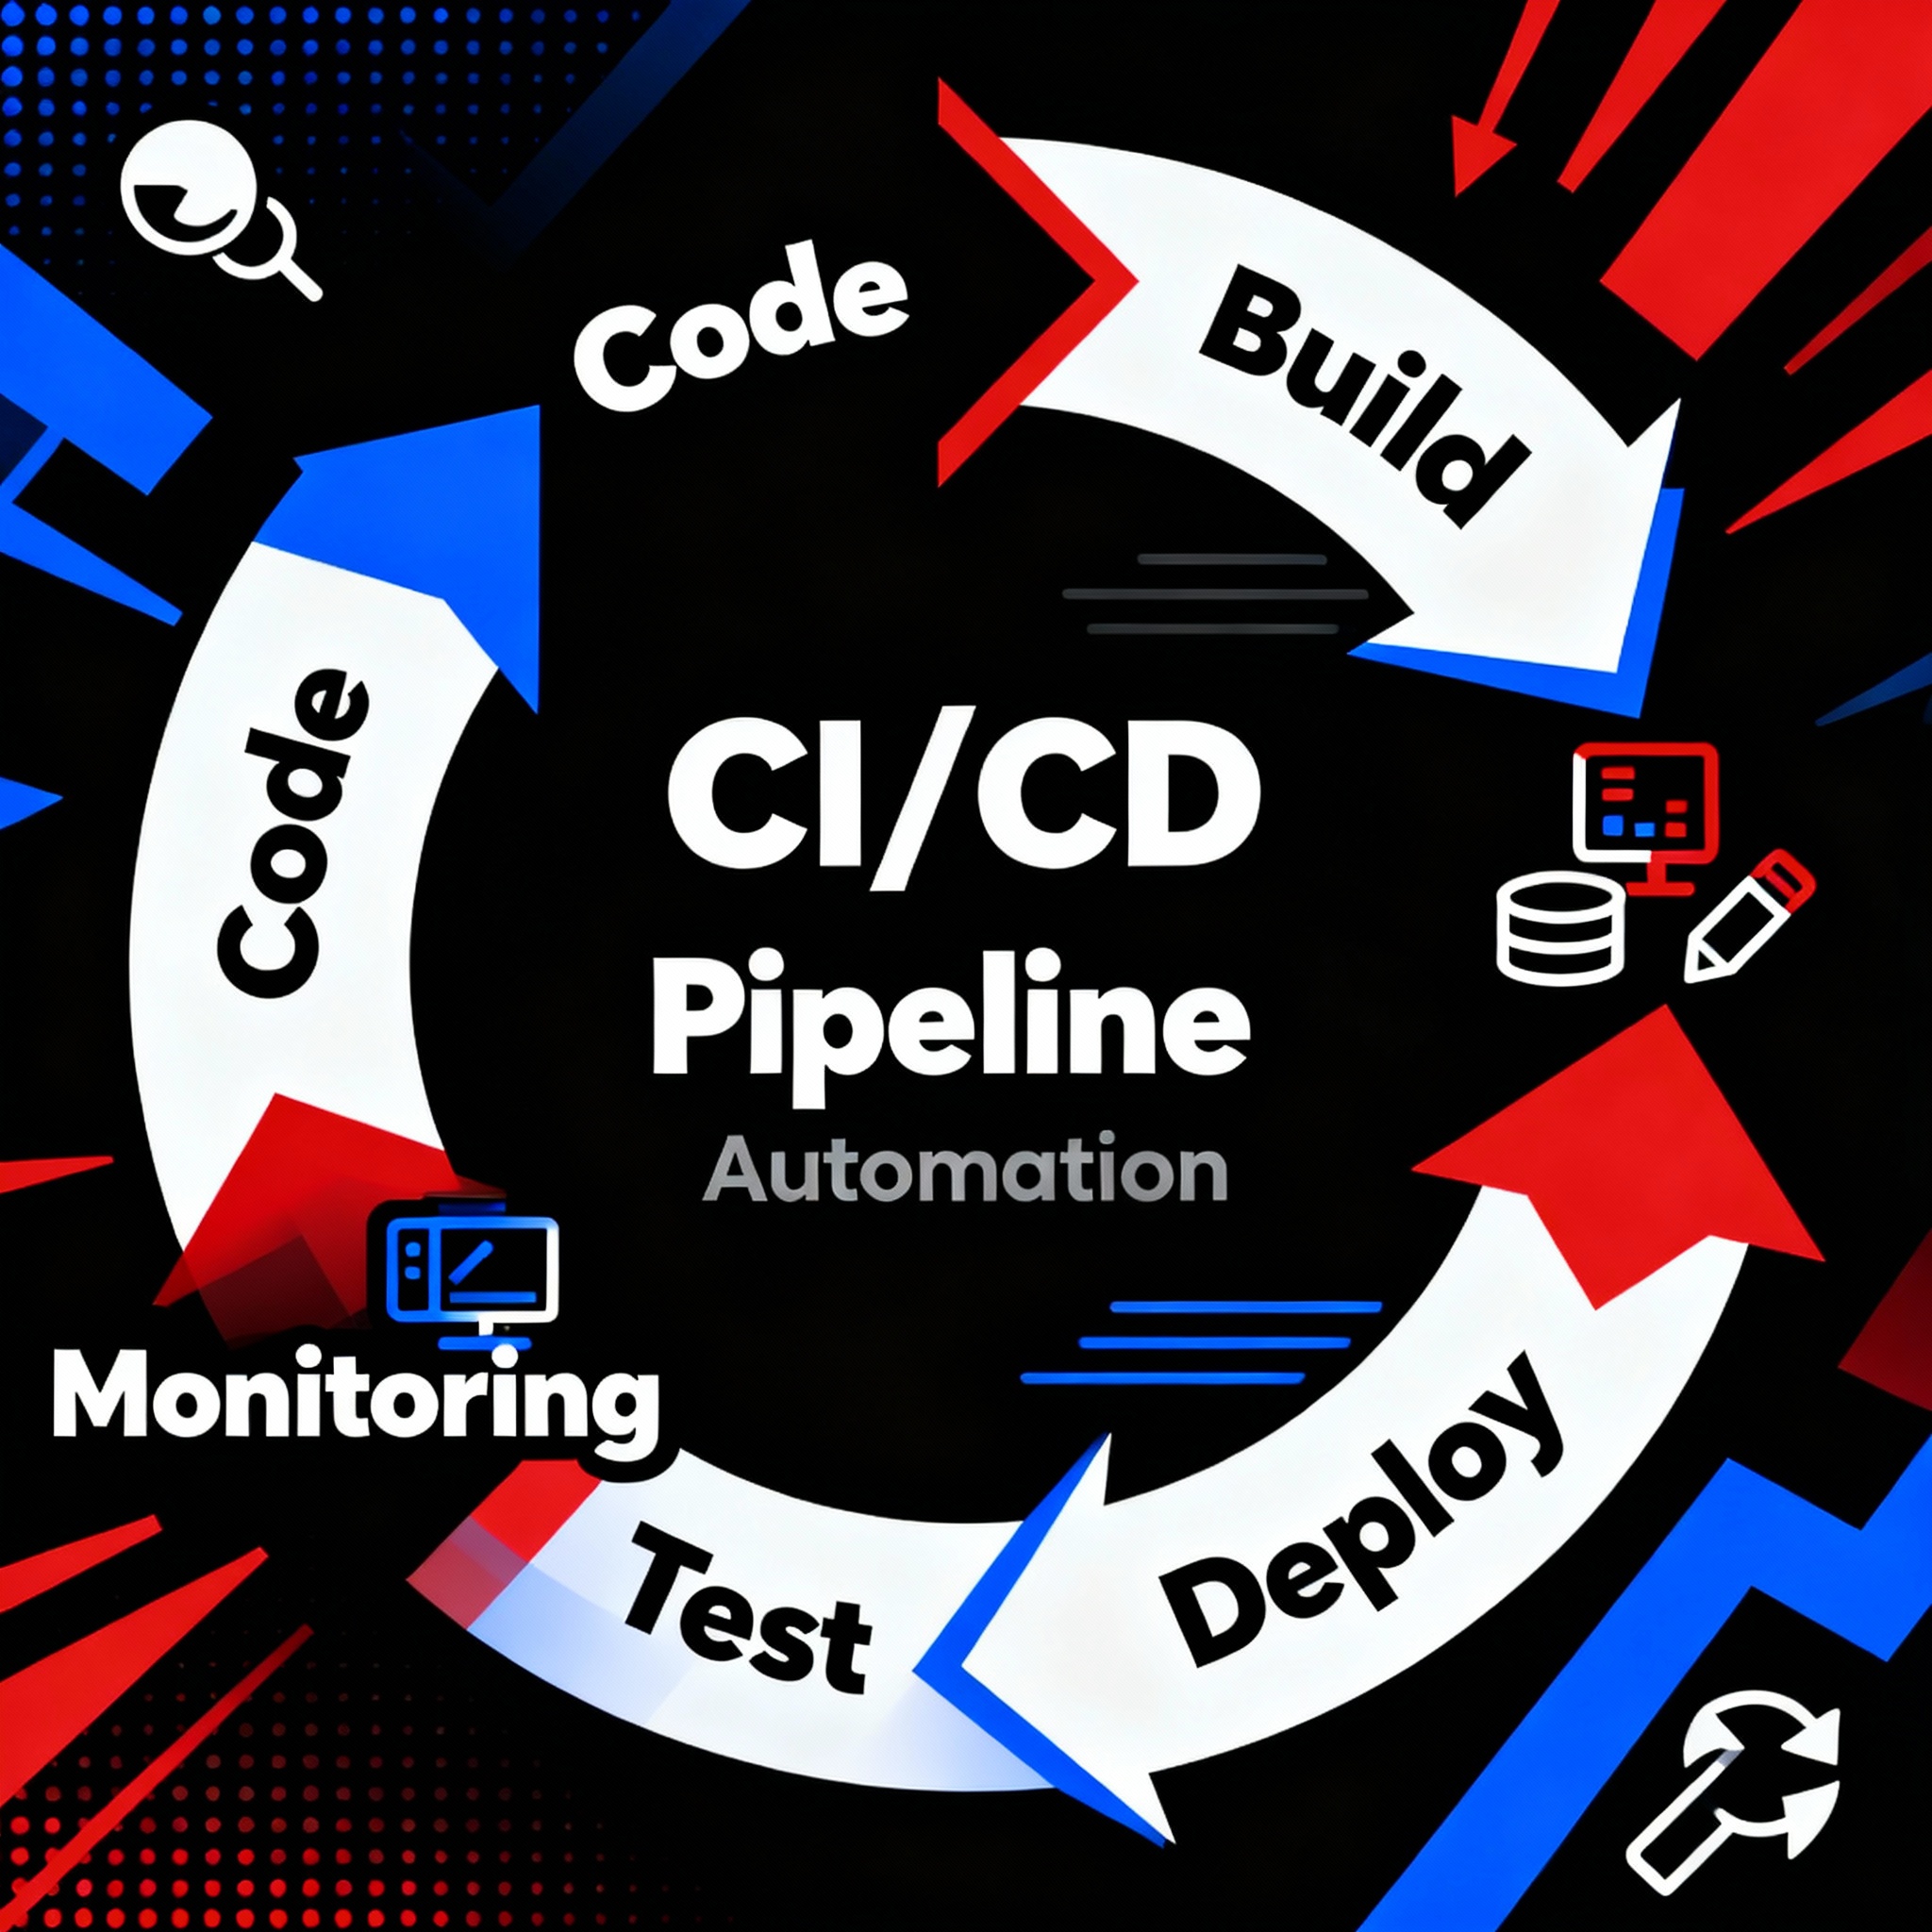 Code
Build
Code
CI/CD
Pipeline
Automation
Monitoring
Test
Deploy